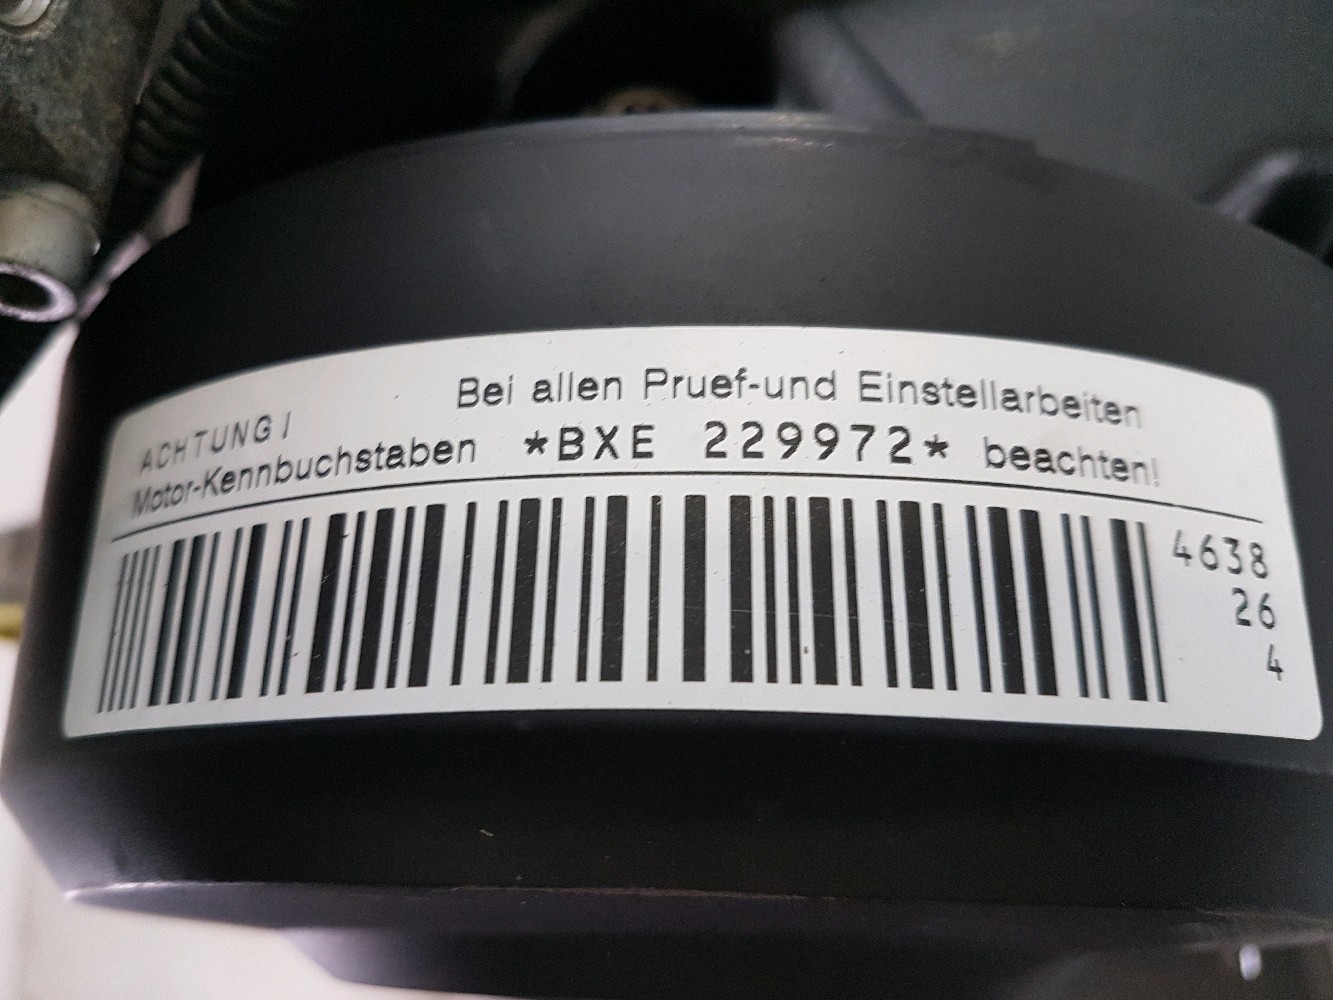 ACHTUNG! Bei allen Pruef-und Einstellarbeiten
Motor-Kennbuchstaben *BXE 229972* beachten!
4638
26
4